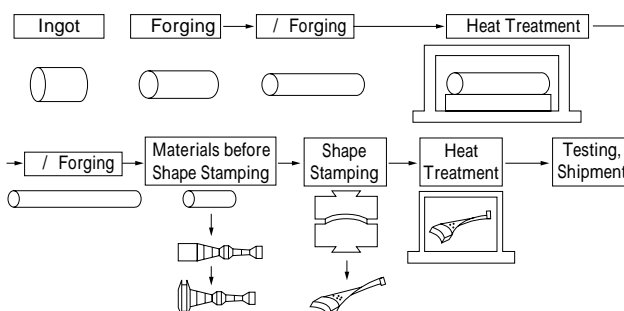 Ingot
Forging
/ Forging
Heat Treatment
/ Forging
Materials before
Shape Stamping
Shape
Stamping
Heat
Treatment
Testing,
Shipment